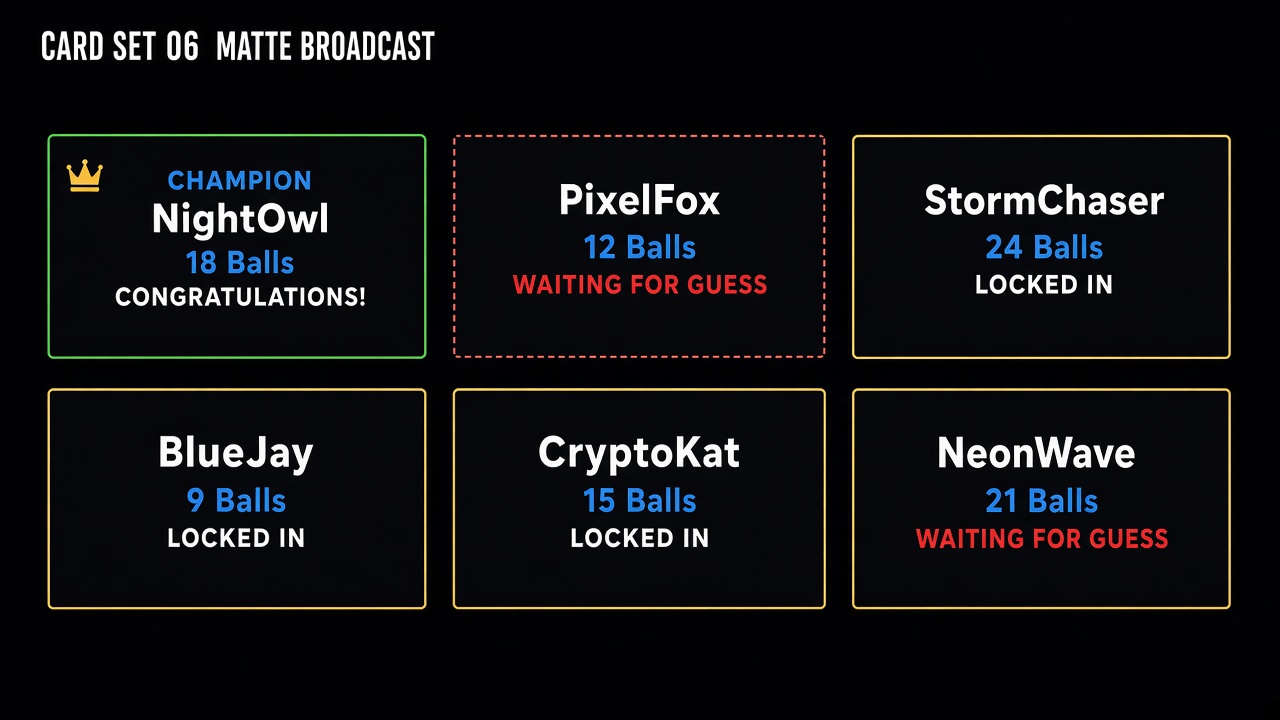 CARD SET 06 MATTE BROADCAST
CHAMPION
NightOwl
18 Balls
CONGRATULATIONS!
PixelFox
12 Balls
WAITING FOR GUESS
StormChaser
24 Balls
LOCKED IN
BlueJay
9 Balls
LOCKED IN
CryptoKat
15 Balls
LOCKED IN
NeonWave
21 Balls
WAITING FOR GUESS